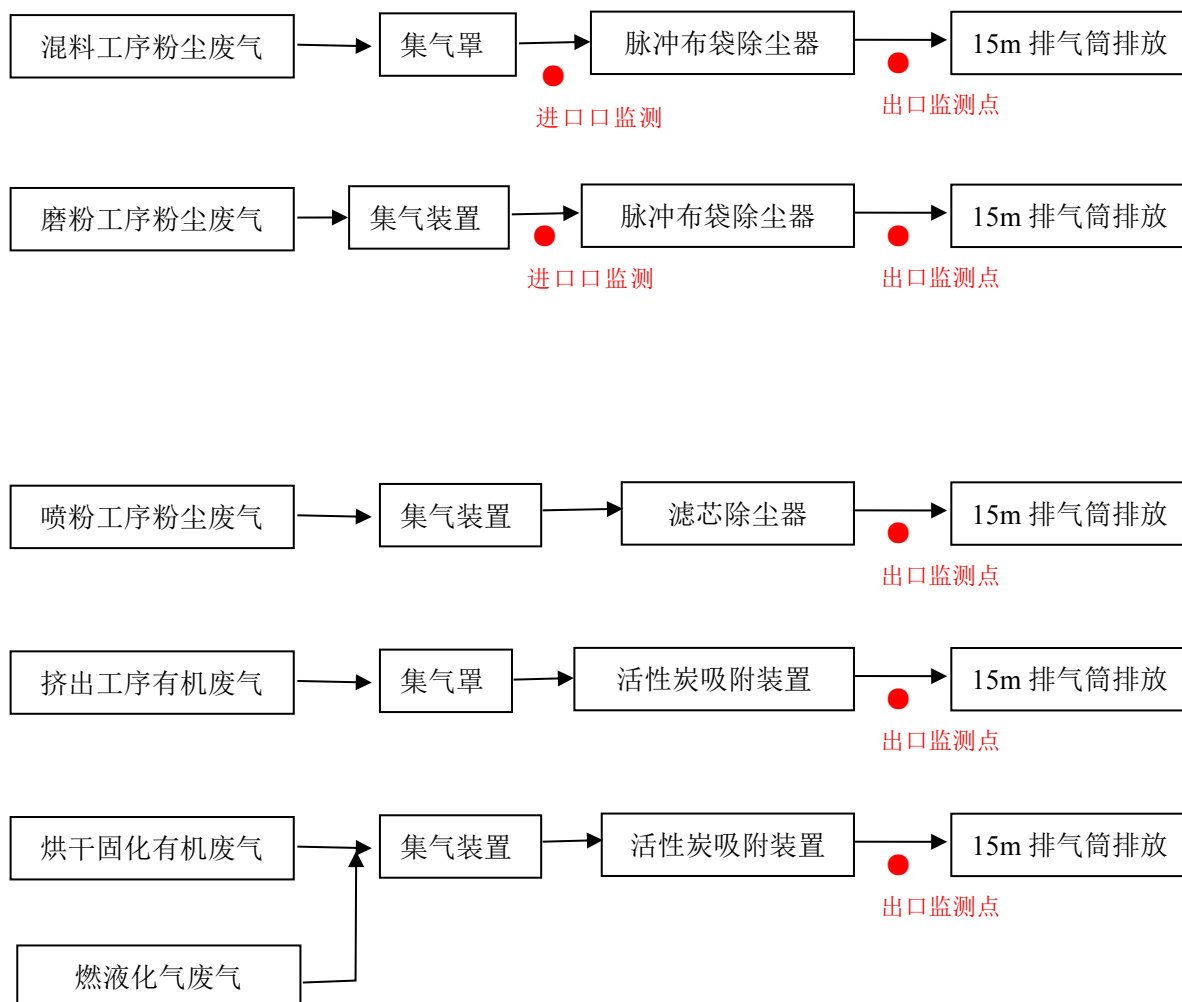 混料工序粉尘废气 集气罩 脉冲布袋除尘器 15m 排气筒排放
进口口监测 出口监测点
磨粉工序粉尘废气 集气装置 脉冲布袋除尘器 15m 排气筒排放
进口口监测 出口监测点
喷粉工序粉尘废气 集气装置 滤芯除尘器 15m 排气筒排放
出口监测点
挤出工序有机废气 集气罩 活性炭吸附装置 15m 排气筒排放
出口监测点
烘干固化有机废气 集气装置 活性炭吸附装置 15m 排气筒排放
出口监测点
燃液化气废气